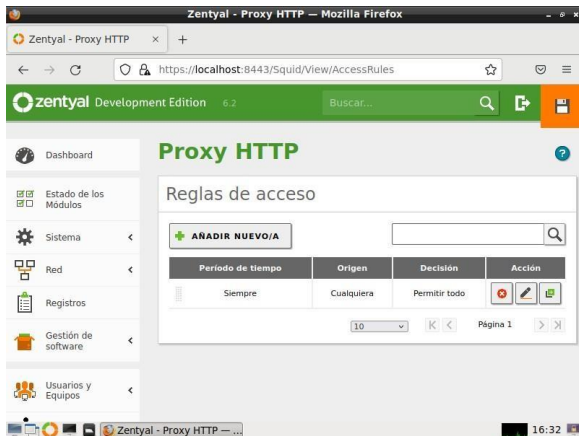 Zentyal - Proxy HTTP — Mozilla Firefox
Zentyal - Proxy HTTP
https://localhost:8443/Squid/View/AccessRules
zentyal Development Edition 6.2
Buscar...
Dashboard
Estado de los
Módulos
Sistema
Red
Registros
Gestión de
software
Usuarios y
Equipos
Proxy HTTP
Reglas de acceso
AÑADIR NUEVO/A
Período de tiempo Origen Decisión Acción
Siempre Cualquiera Permitir todo
10 Página 1
Zentyal - Proxy HTTP — ...
16:32